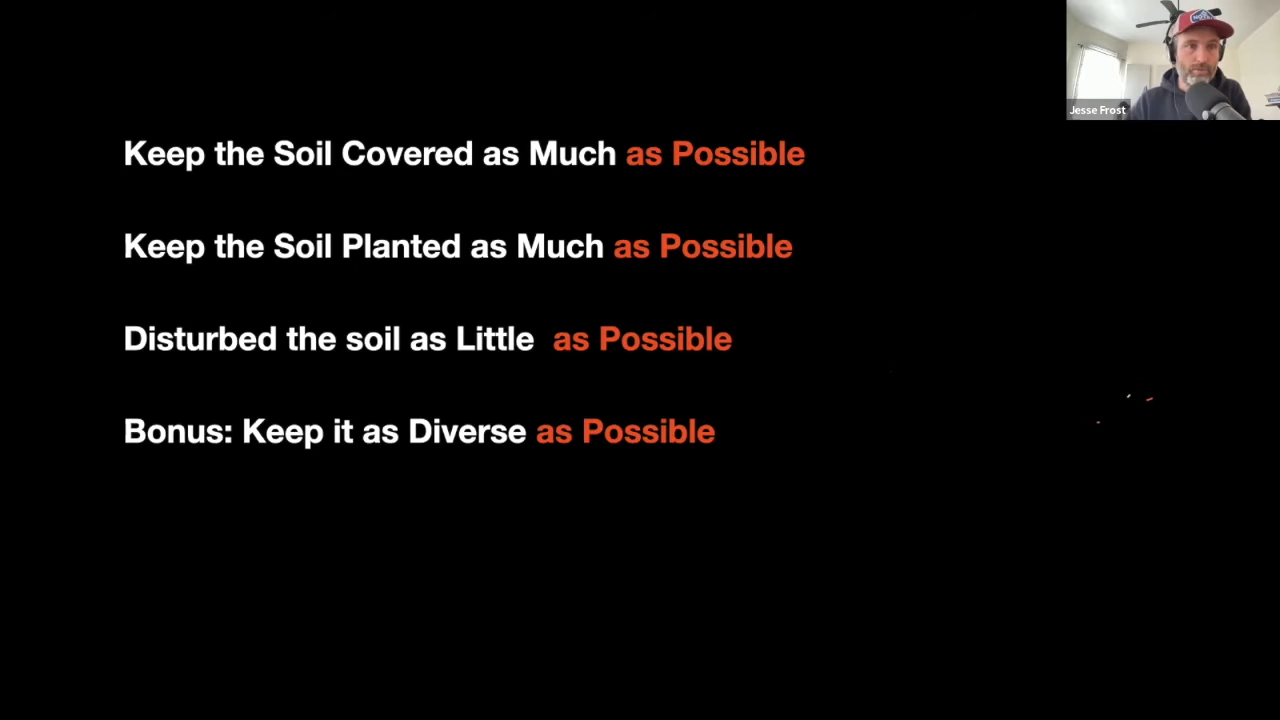 Keep the Soil Covered as Much as Possible
Keep the Soil Planted as Much as Possible
Disturbed the soil as Little as Possible
Bonus: Keep it as Diverse as Possible
Jesse Frost